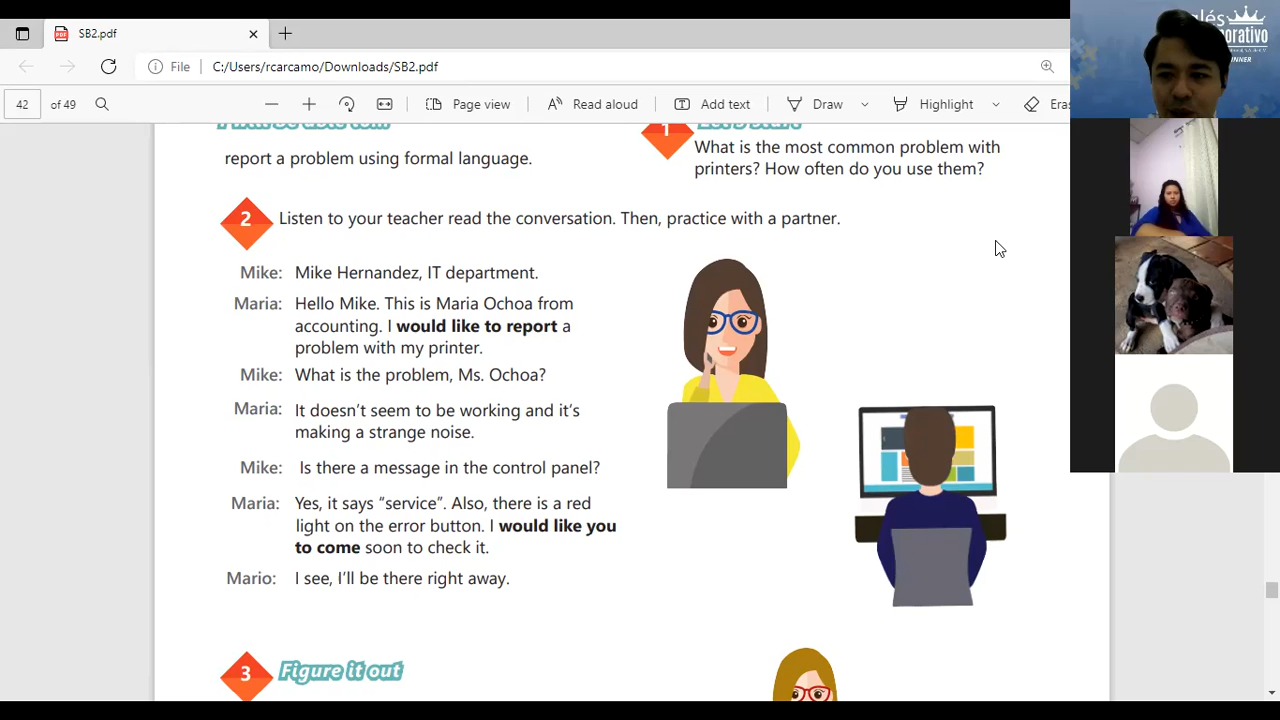 SB2.pdf
File C:/Users/rcarcamo/Downloads/SB2.pdf
42 of 49 Page view Read aloud Add text Draw Highlight
report a problem using formal language.
1
What is the most common problem with
printers? How often do you use them?
2 Listen to your teacher read the conversation. Then, practice with a partner.
Mike: Mike Hernandez, IT department.
Maria: Hello Mike. This is Maria Ochoa from
accounting. I would like to report a
problem with my printer.
Mike: What is the problem, Ms. Ochoa?
Maria: It doesn't seem to be working and it's
making a strange noise.
Mike: Is there a message in the control panel?
Maria: Yes, it says "service". Also, there is a red
light on the error button. I would like you
to come soon to check it.
Mario: I see, I'll be there right away.
3 Figure it out